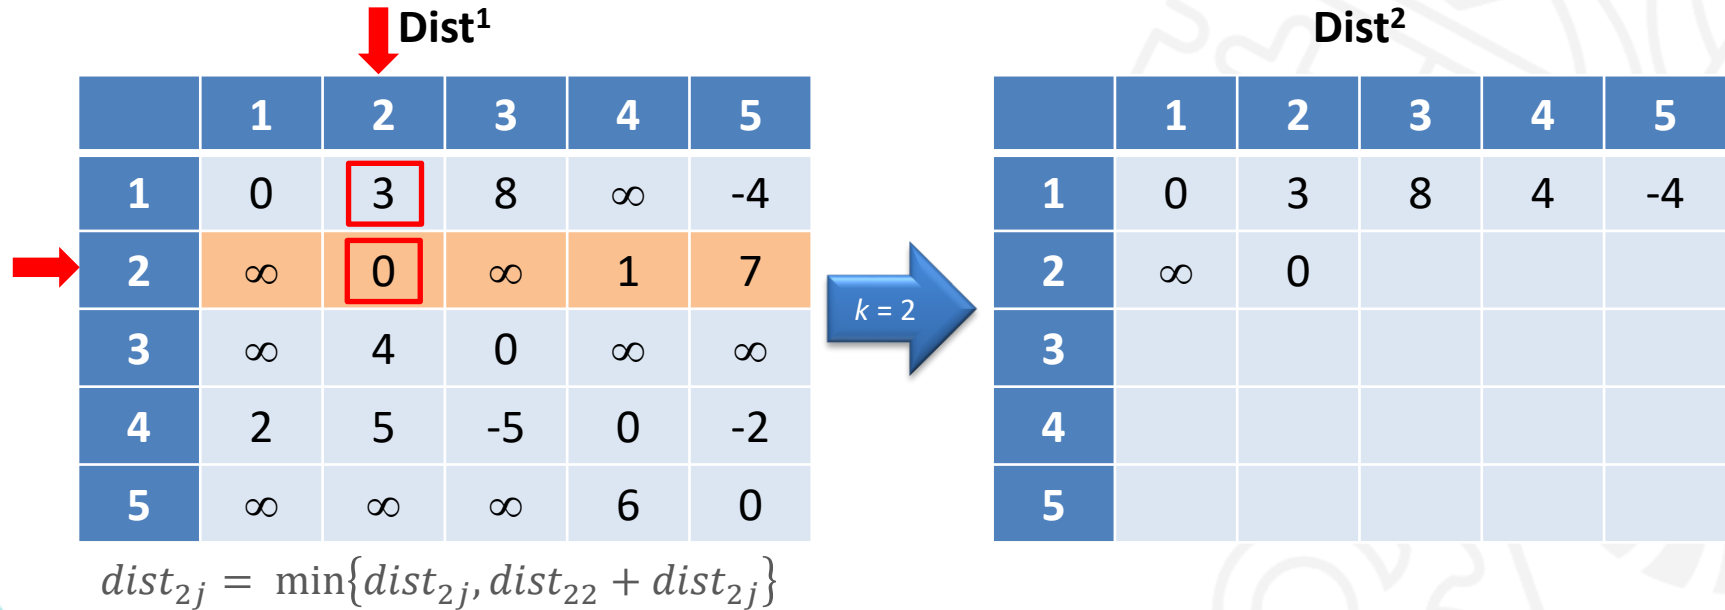 Dist¹ Dist²
1 2 3 4 5 1 2 3 4 5
1 0 3 8 ∞ -4 1 0 3 8 4 -4
2 ∞ 0 ∞ 1 7 2 ∞ 0
k = 2
3 ∞ 4 0 ∞ ∞ 3
4 2 5 -5 0 -2 4
5 ∞ ∞ ∞ 6 0 5
dist₂ⱼ = min{dist₂ⱼ, dist₂₂ + dist₂ⱼ}